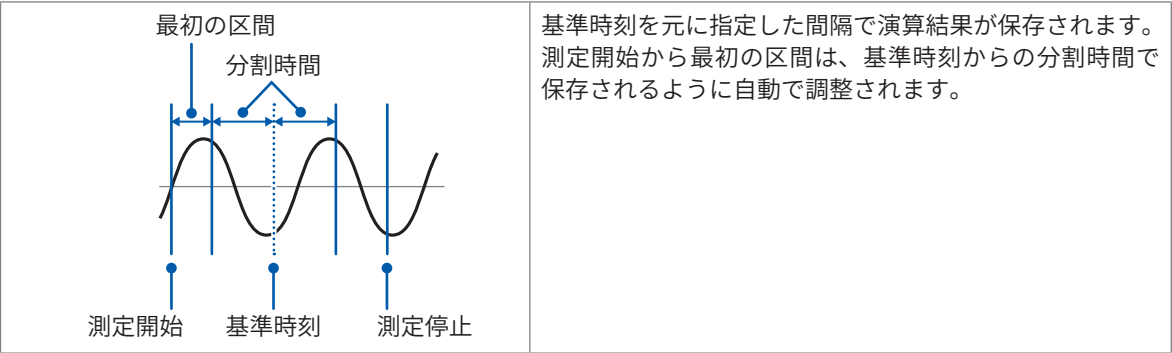 最初の区間
分割時間
測定開始
基準時刻
測定停止
基準時刻を元に指定した間隔で演算結果が保存されます。
測定開始から最初の区間は、基準時刻からの分割時間で
保存されるように自動で調整されます。